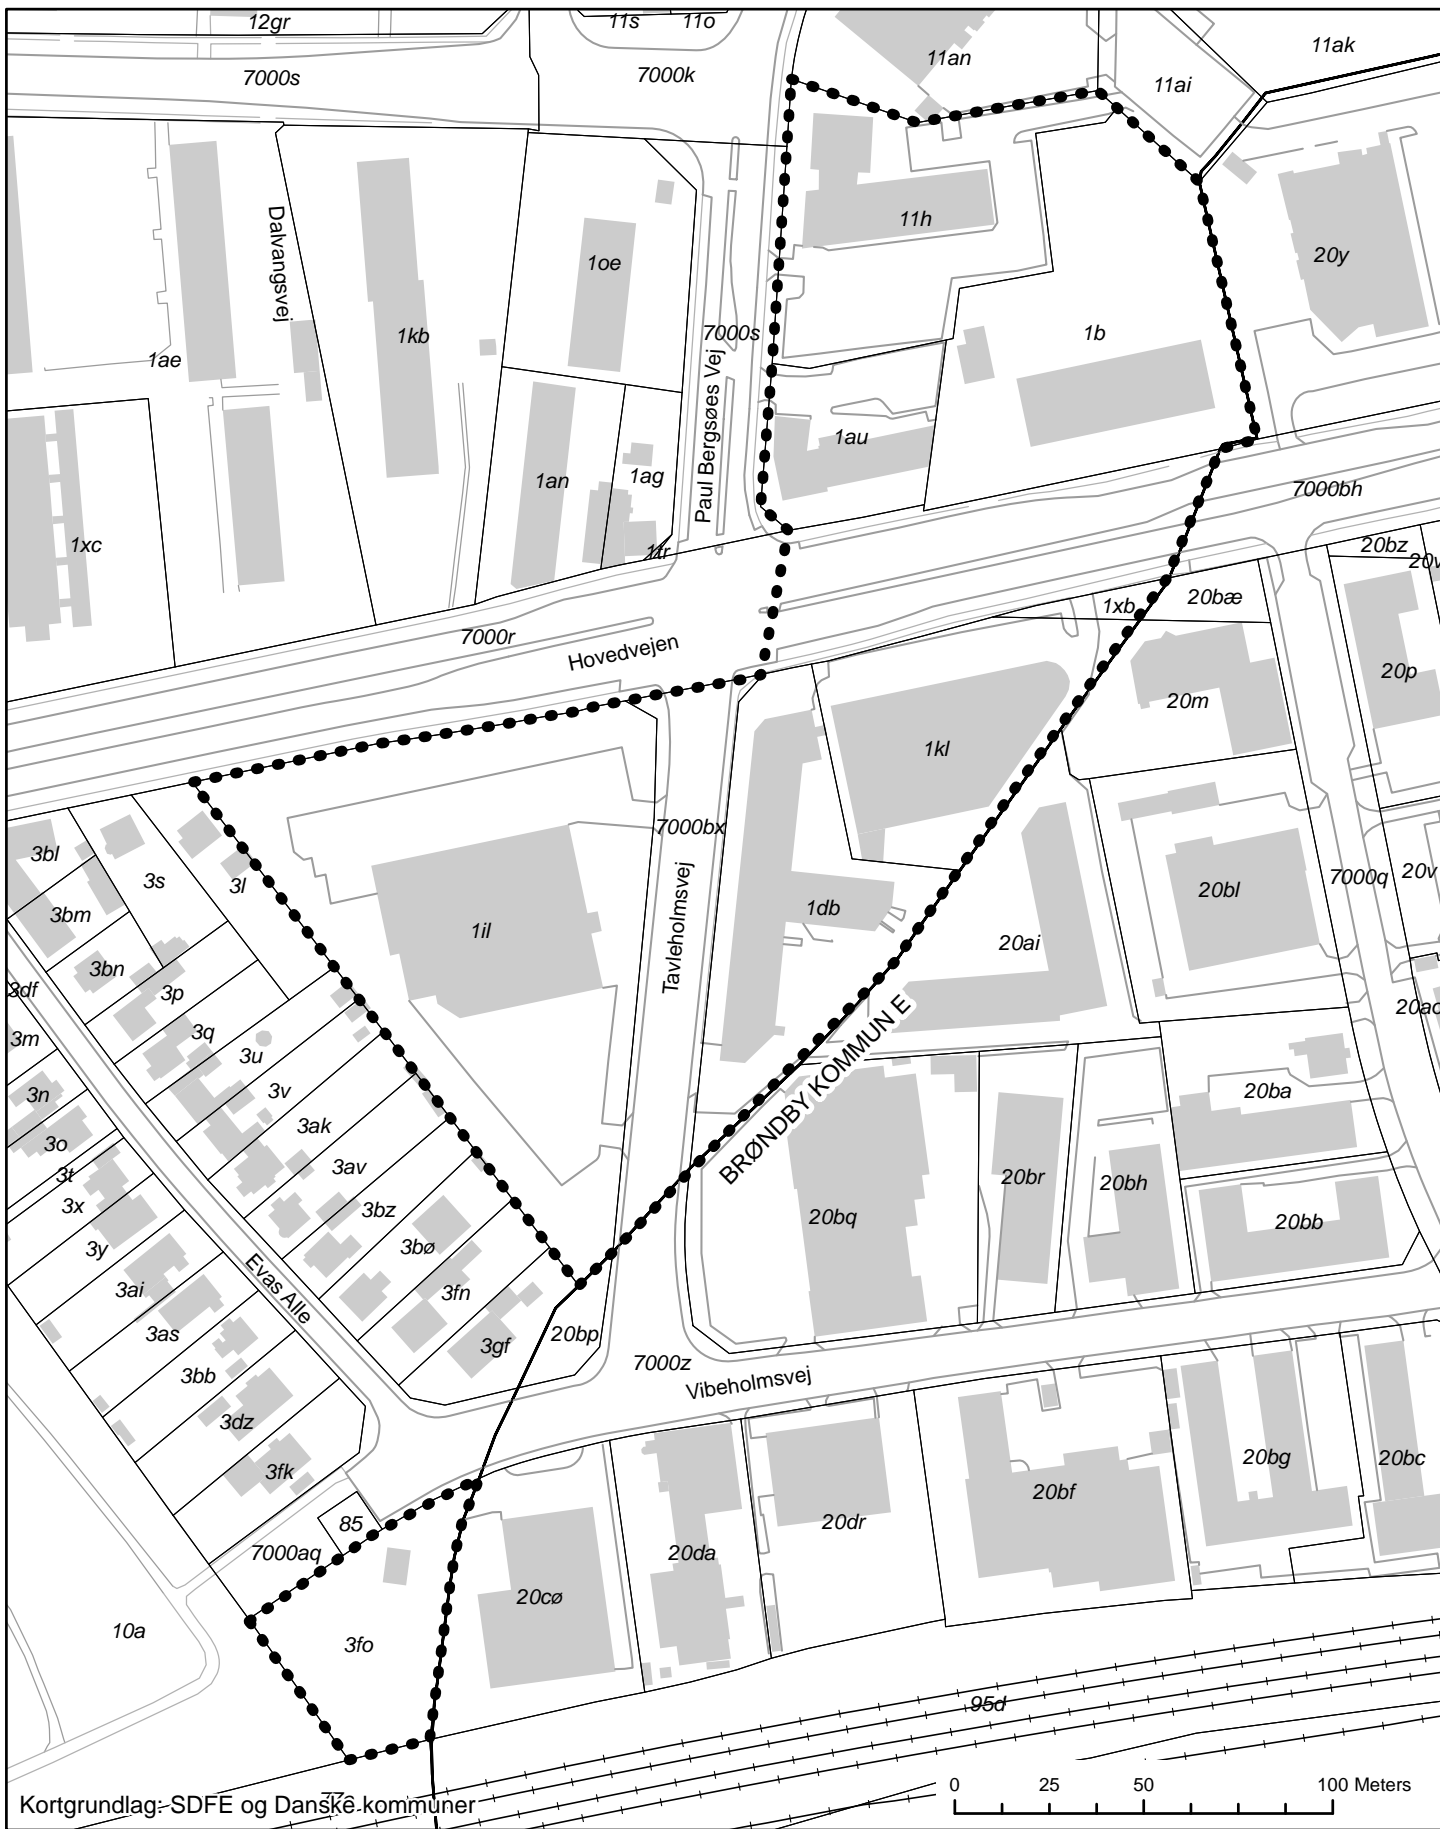 12gr
11s
11o
11an
11ak
7000s
7000k
11ai
11h
Dalvangsvej
1oe
20y
1kb
7000s
1b
1ae
Paul Bergsøes Vej
1au
1an
1ag
7000bh
1xc
1tr
20bz
1xb
20bæ
7000r
Hovedvejen
20p
20m
1kl
7000bx
3bl
3s
3l
7000q
20v
20bl
3bm
1il
Tavleholmsvej
1db
20ai
3bn
3df
3p
20ao
3m
3q
3u
BRØNDBY KOMMUN E
3n
3v
20ba
3o
3ak
3t
3av
20br
20bh
3x
3bz
20bq
20bb
3y
3bø
Evas Alle
3ai
3fn
3as
3gf
20bp
7000z
3bb
Vibeholmsvej
3dz
3fk
20bg
20bc
20bf
85
20dr
7000aq
20da
20cø
10a
3fo
95d
0 25 50 100 Meters
Kortgrundlag: SDFE og Danske kommuner